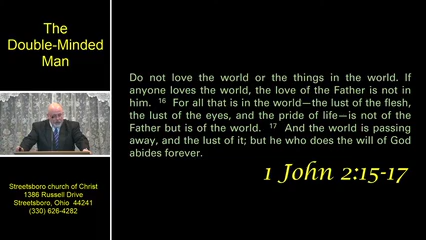 The
Double-Minded
Man
Streetsboro church of Christ
1386 Russell Drive
Streetsboro, Ohio  44241
(330) 626-4282
Do not love the world or the things in the world. If
anyone loves the world, the love of the Father is not in
him. 16 For all that is in the world—the lust of the flesh,
the lust of the eyes, and the pride of life—is not of the
Father but is of the world. 17 And the world is passing
away, and the lust of it; but he who does the will of God
abides forever.
1 John 2:15-17